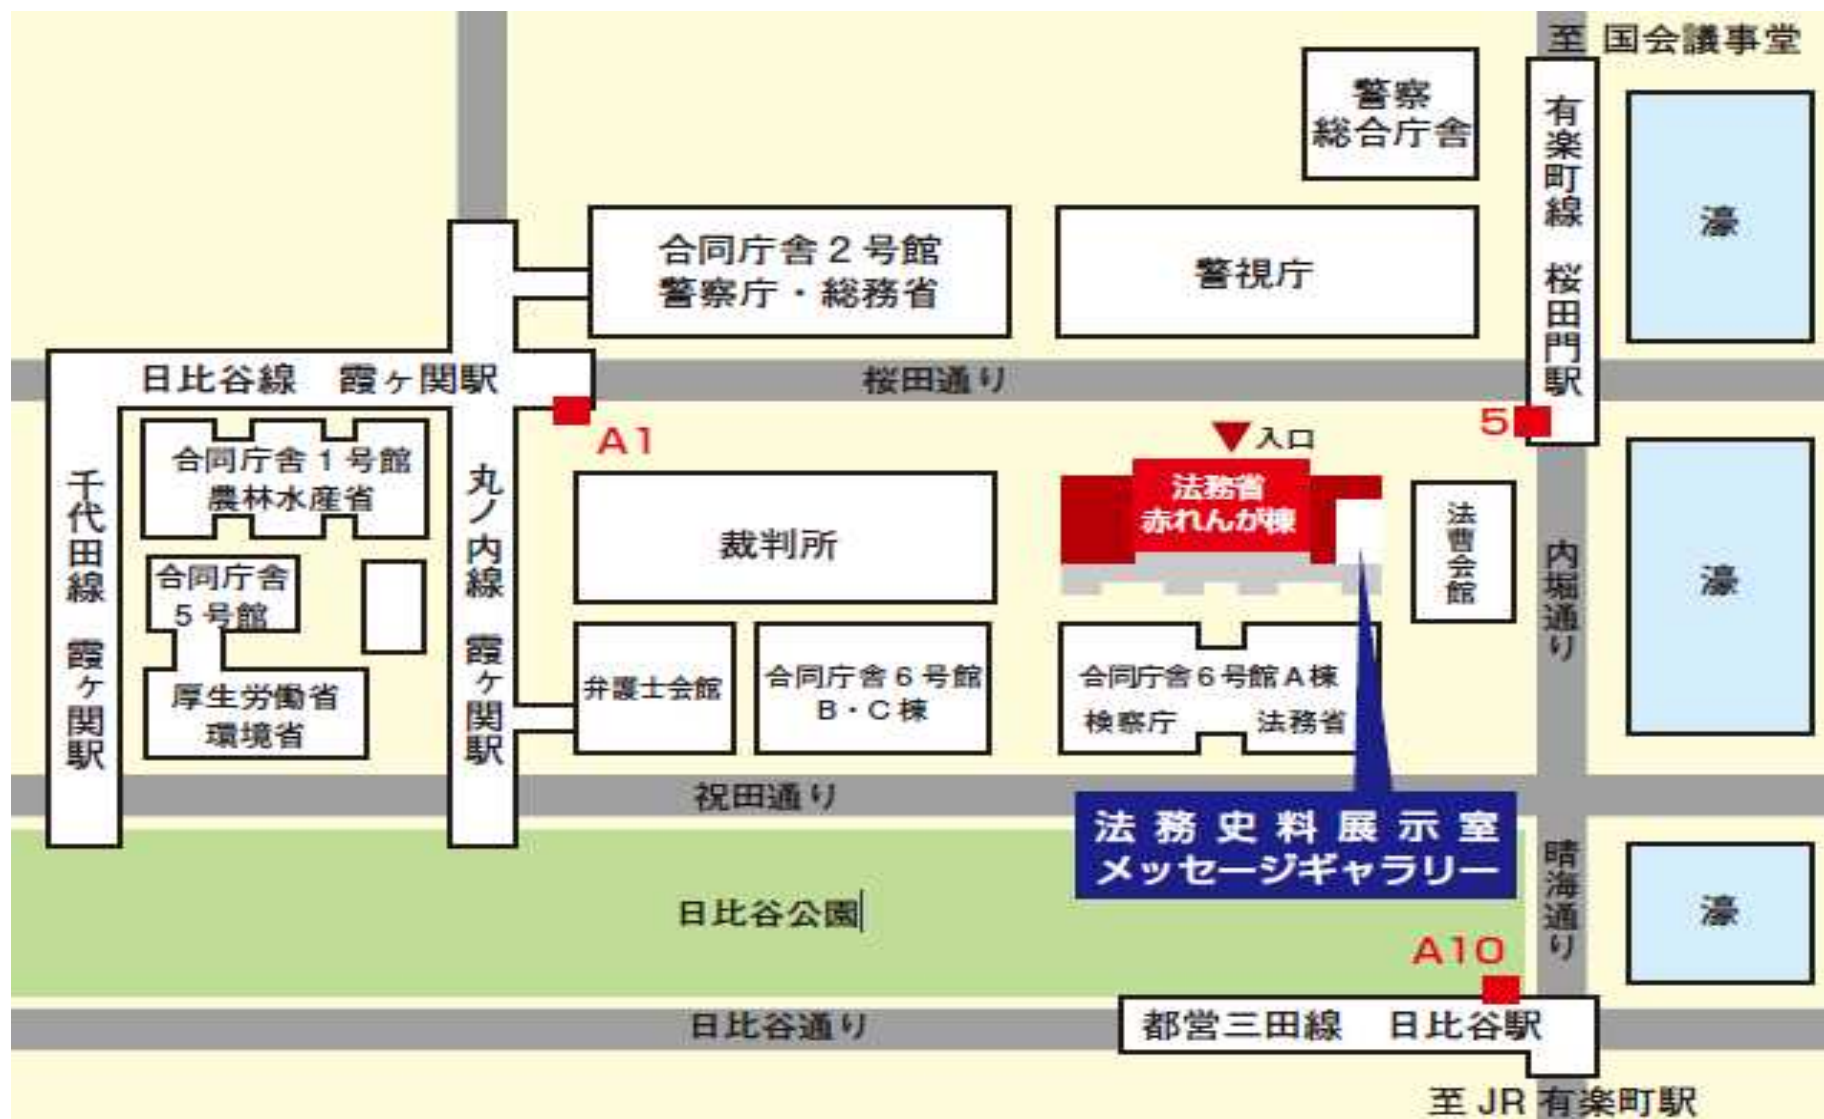 至 国会議事堂
警察
総合庁舎
有楽町線 桜田門駅
濠
合同庁舎2号館
警察庁・総務省
警視庁
日比谷線 霞ヶ関駅
桜田通り
A1
5
入口
千代田線 霞ヶ関駅
合同庁舎1号館
農林水産省
丸ノ内線 霞ヶ関駅
裁判所
法務省
赤れんが棟
法曹会館
内堀通り
濠
合同庁舎
5号館
厚生労働省
環境省
弁護士会館
合同庁舎6号館
B・C棟
合同庁舎6号館A棟
検察庁 法務省
祝田通り
法務史料展示室
メッセージギャラリー
晴海通り
濠
日比谷公園
A10
日比谷通り
都営三田線 日比谷駅
至JR有楽町駅